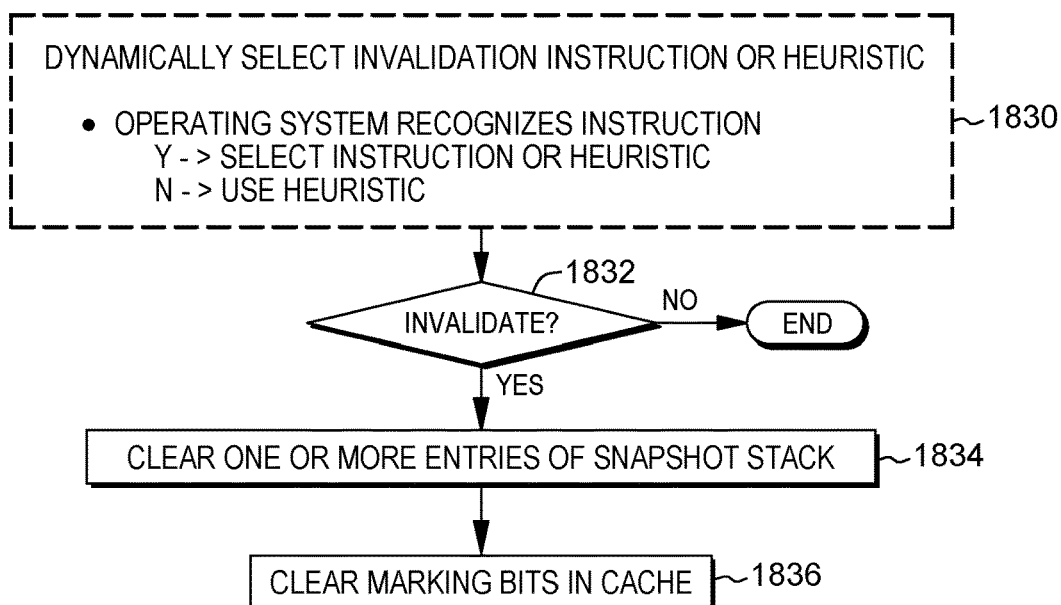 DYNAMICALLY SELECT INVALIDATION INSTRUCTION OR HEURISTIC
• OPERATING SYSTEM RECOGNIZES INSTRUCTION
Y - > SELECT INSTRUCTION OR HEURISTIC
N - > USE HEURISTIC
1830
1832
INVALIDATE?
NO
END
YES
CLEAR ONE OR MORE ENTRIES OF SNAPSHOT STACK
1834
CLEAR MARKING BITS IN CACHE
1836